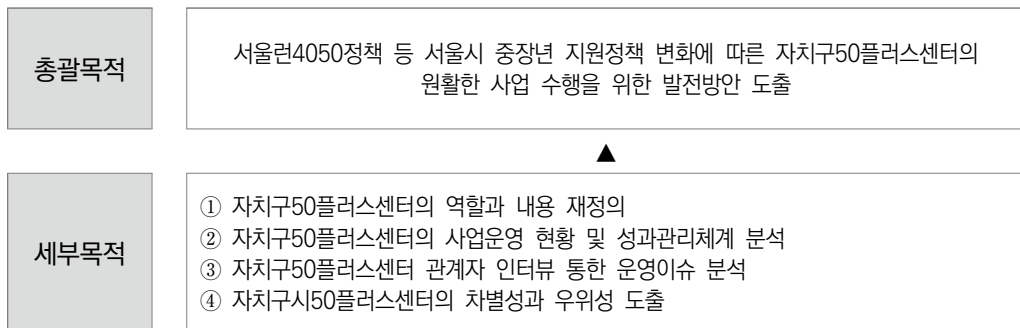 총괄목적
서울런4050정책 등 서울시 중장년 지원정책 변화에 따른 자치구50플러스센터의
원활한 사업 수행을 위한 발전방안 도출
▲
세부목적
① 자치구50플러스센터의 역할과 내용 재정의
② 자치구50플러스센터의 사업운영 현황 및 성과관리체계 분석
③ 자치구50플러스센터 관계자 인터뷰 통한 운영이슈 분석
④ 자치구시50플러스센터의 차별성과 우위성 도출